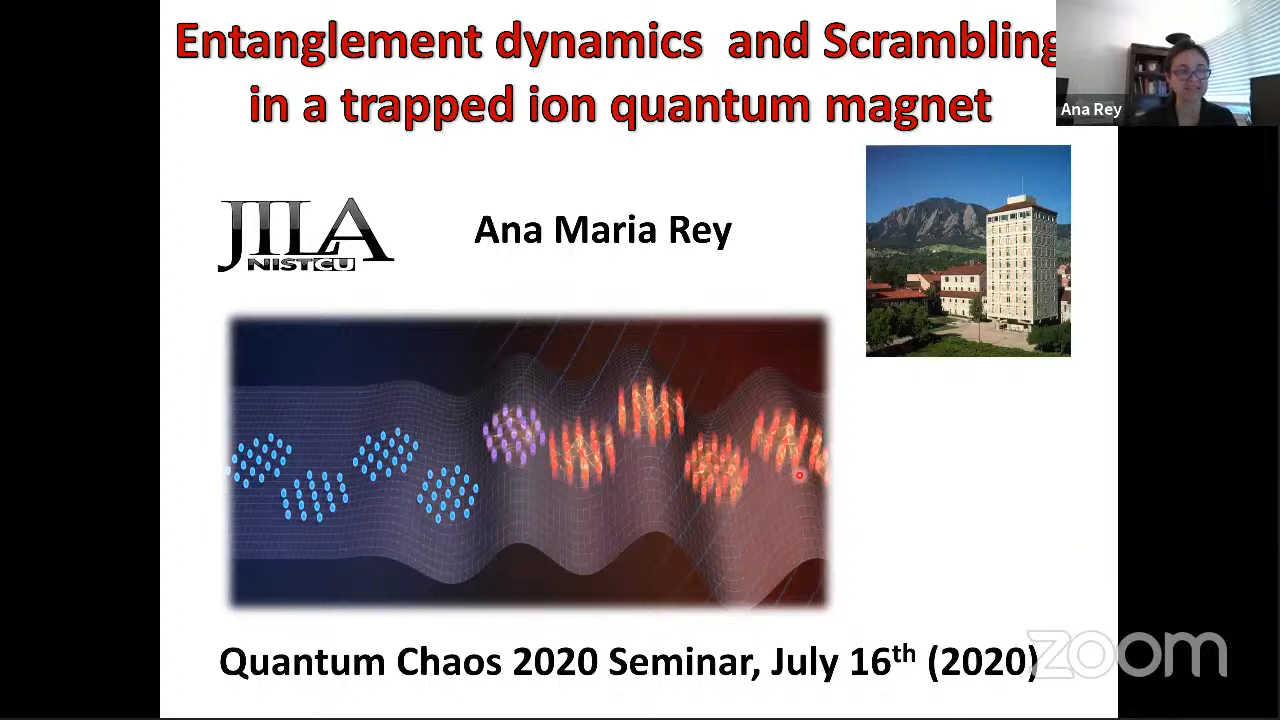 Entanglement dynamics and Scrambling
in a trapped ion quantum magnet
Ana Rey
JILA
NIST CU
Ana Maria Rey
Quantum Chaos 2020 Seminar, July 16th (2020)
zoom